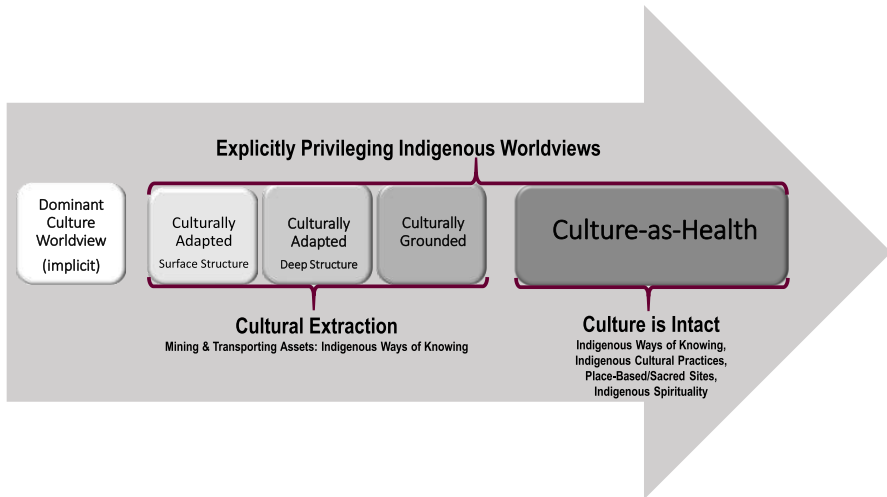 Explicitly Privileging Indigenous Worldviews
Dominant
Culture
Worldview
(implicit)
Culturally
Adapted
Surface Structure
Culturally
Adapted
Deep Structure
Culturally
Grounded
Culture-as-Health
Cultural Extraction
Mining & Transporting Assets: Indigenous Ways of Knowing
Culture is Intact
Indigenous Ways of Knowing,
Indigenous Cultural Practices,
Place-Based/Sacred Sites,
Indigenous Spirituality